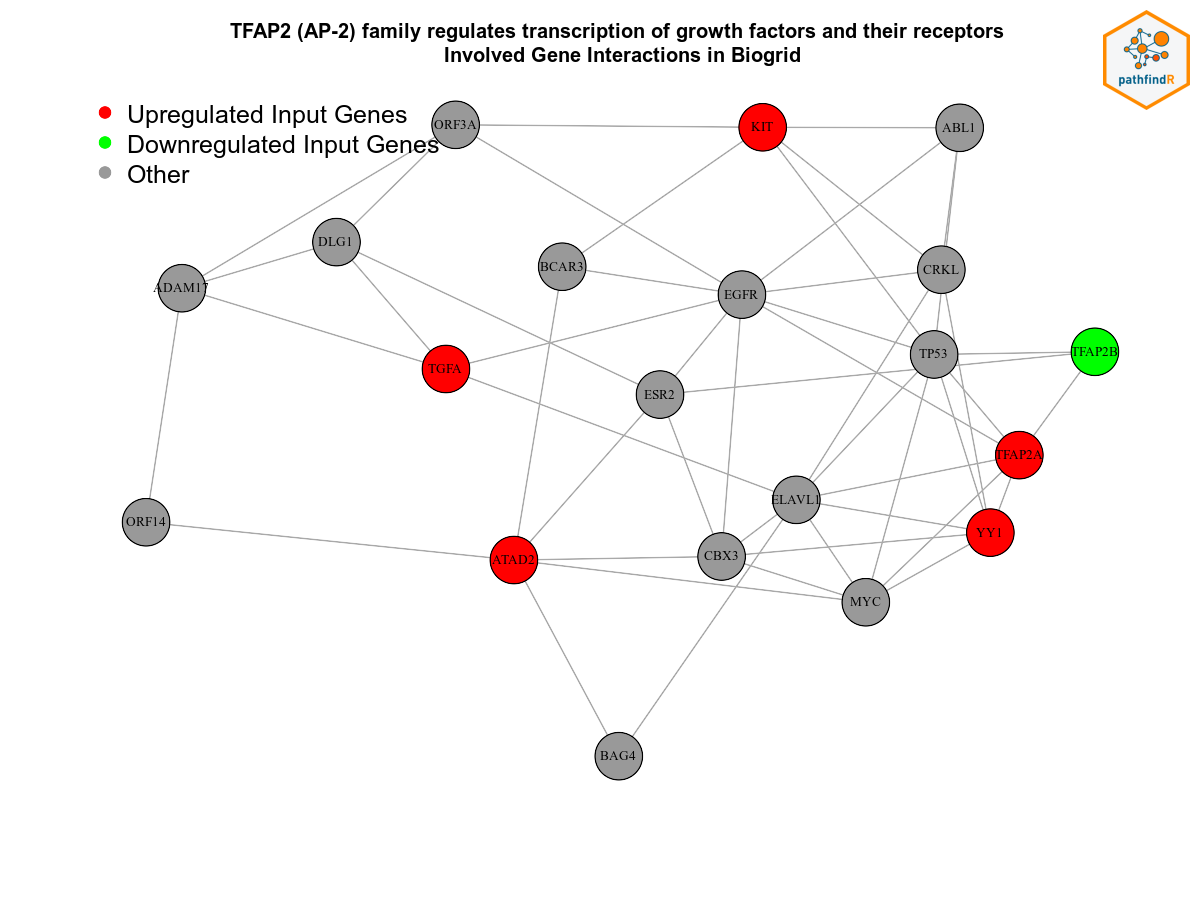 TFAP2 (AP-2) family regulates transcription of growth factors and their receptors
Involved Gene Interactions in Biogrid
pathfindR
Upregulated Input Genes
Downregulated Input Genes
Other
ORF3A
KIT
ABL1
DLG1
BCAR3
CRKL
ADAM17
EGFR
TP53
TFAP2B
TGFA
ESR2
TFAP2A
ELAVL1
ORF14
YY1
ATAD2
CBX3
MYC
BAG4